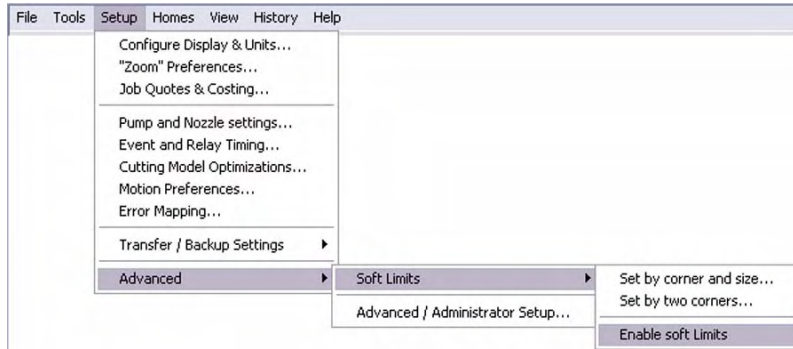 File Tools Setup Homes View History Help
Configure Display & Units...
"Zoom" Preferences...
Job Quotes & Costing...
Pump and Nozzle settings...
Event and Relay Timing...
Cutting Model Optimizations...
Motion Preferences...
Error Mapping...
Transfer / Backup Settings
Advanced
Soft Limits
Advanced / Administrator Setup...
Set by corner and size...
Set by two corners...
Enable soft Limits